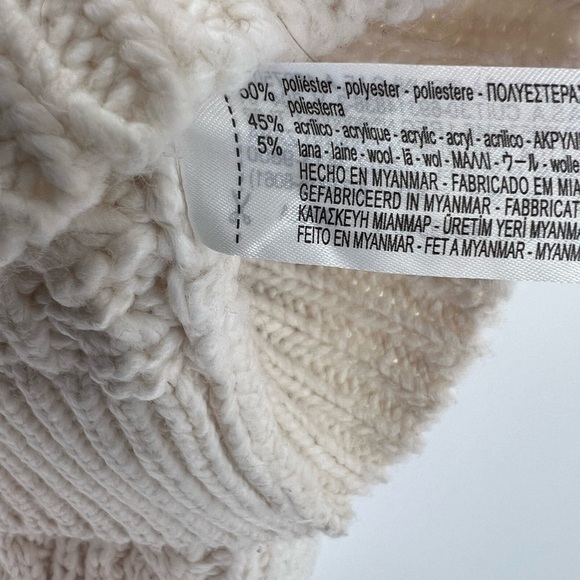 50% poliéster - polyester - poliestere - ΠΟΛΥΕΣΤΕΡΑΣ
poliesterra
45% acrílico - acrylique - acrylic - acryl - acrilico - ΑΚΡΥΛΙ
5% lana - laine - wool - lã - wol - ΜΑΛΛΙ - ウール - wolle
HECHO EN MYANMAR - FABRICADO EM MIA
GEFABRICEERD IN MYANMAR - FABBRICAT
ΚΑΤΑΣΚΕΥΗ ΜΙΑΝΜΑΡ - ÜRETİM YERİ MYANMA
FEITO EN MYANMAR - FET A MYANMAR - MYANM